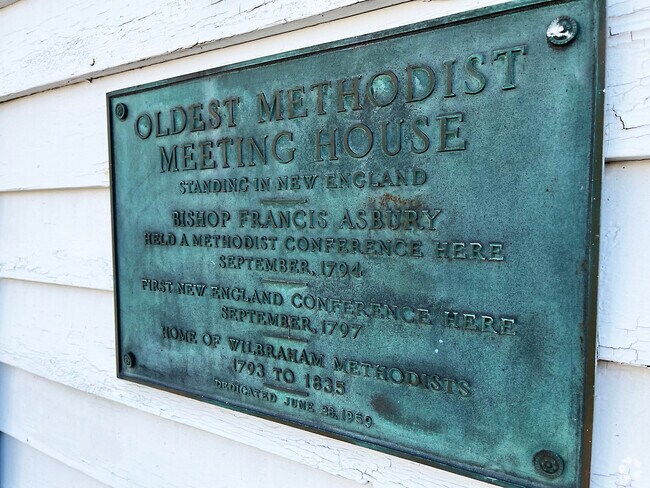 OLDEST METHODIST
MEETING HOUSE
STANDING IN NEW ENGLAND
BISHOP FRANCIS ASBURY
HELD A METHODIST CONFERENCE HERE
SEPTEMBER, 1794
FIRST NEW ENGLAND CONFERENCE HERE
SEPTEMBER, 1797
HOME OF WILBRAHAM METHODISTS
1793 TO 1835
DEDICATED JUNE 28, 1959